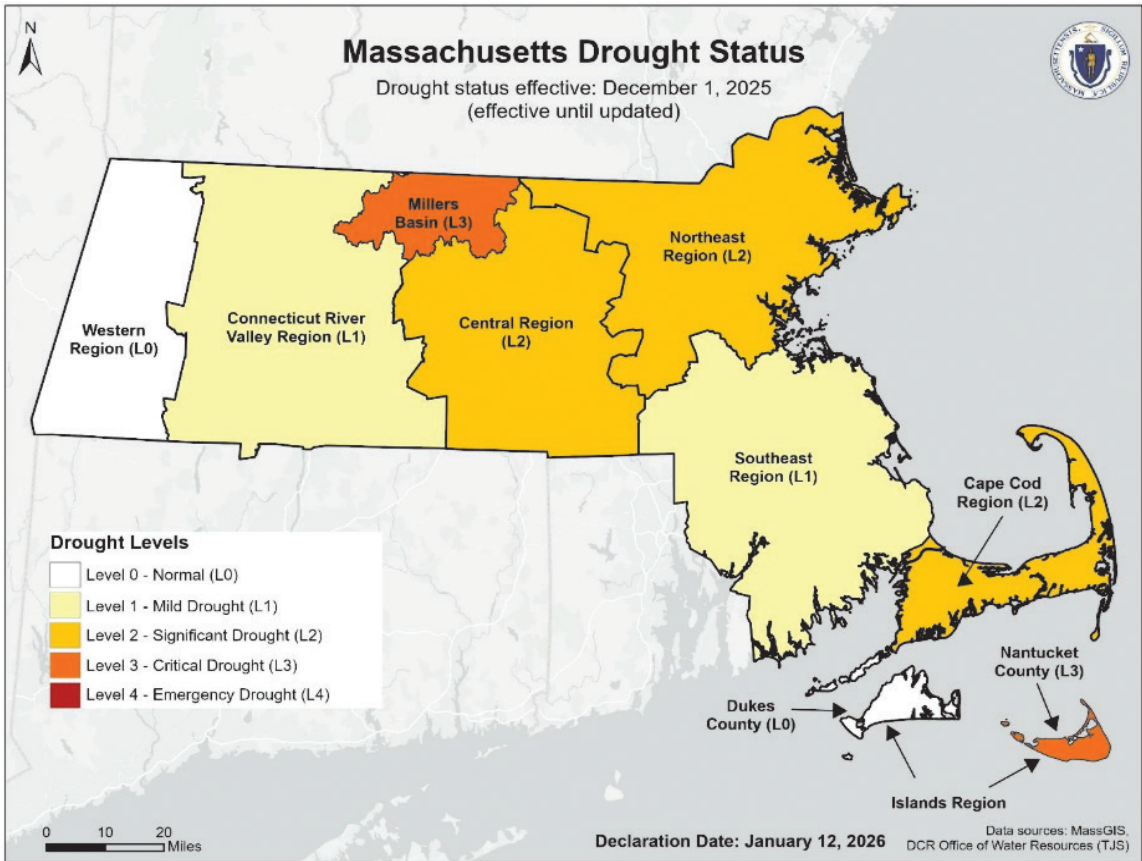 N
Massachusetts Drought Status
Drought status effective: December 1, 2025
(effective until updated)
Millers
Basin (L3)
Northeast
Region (L2)
Western
Region (L0)
Connecticut River
Valley Region (L1)
Central Region
(L2)
Southeast
Region (L1)
Cape Cod
Region (L2)
Drought Levels
Level 0 - Normal (L0)
Level 1 - Mild Drought (L1)
Level 2 - Significant Drought (L2)
Level 3 - Critical Drought (L3)
Level 4 - Emergency Drought (L4)
Nantucket
County (L3)
Dukes
County (L0)
Islands Region
0 10 20
Miles
Declaration Date: January 12, 2026
Data sources: MassGIS,
DCR Office of Water Resources (TJS)